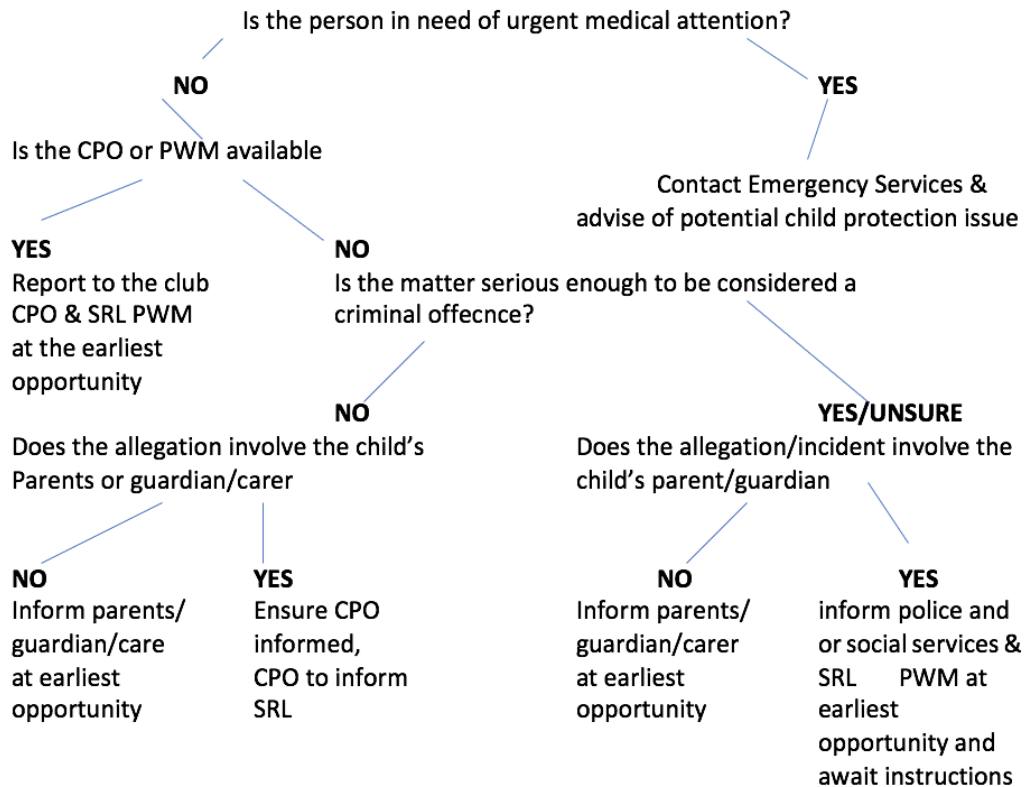 Is the person in need of urgent medical attention?
NO
YES
Is the CPO or PWM available
Contact Emergency Services &
advise of potential child protection issue
YES
Report to the club
CPO & SRL PWM
at the earliest
opportunity
NO
Is the matter serious enough to be considered a
criminal offecnce?
NO
Does the allegation involve the child’s
Parents or guardian/carer
YES/UNSURE
Does the allegation/incident involve the
child’s parent/guardian
NO
Inform parents/
guardian/care
at earliest
opportunity
YES
Ensure CPO
informed,
CPO to inform
SRL
NO
Inform parents/
guardian/carer
at earliest
opportunity
YES
inform police and
or social services &
SRL PWM at
earliest
opportunity and
await instructions